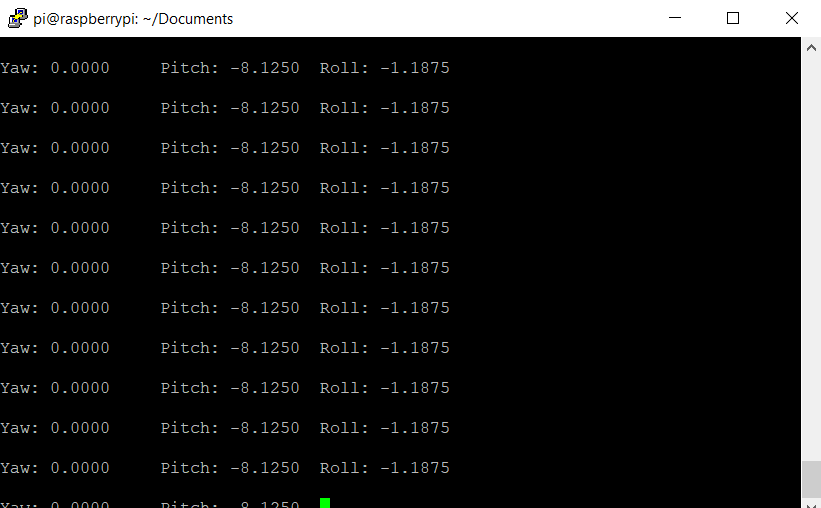 pi@raspberrypi: ~/Documents
Yaw: 0.0000 Pitch: -8.1250 Roll: -1.1875
Yaw: 0.0000 Pitch: -8.1250 Roll: -1.1875
Yaw: 0.0000 Pitch: -8.1250 Roll: -1.1875
Yaw: 0.0000 Pitch: -8.1250 Roll: -1.1875
Yaw: 0.0000 Pitch: -8.1250 Roll: -1.1875
Yaw: 0.0000 Pitch: -8.1250 Roll: -1.1875
Yaw: 0.0000 Pitch: -8.1250 Roll: -1.1875
Yaw: 0.0000 Pitch: -8.1250 Roll: -1.1875
Yaw: 0.0000 Pitch: -8.1250 Roll: -1.1875
Yaw: 0.0000 Pitch: -8.1250 Roll: -1.1875
Yaw: 0.0000 Pitch: -8.1250 Roll: -1.1875
Yaw: 0.0000 Pitch: -8.1250